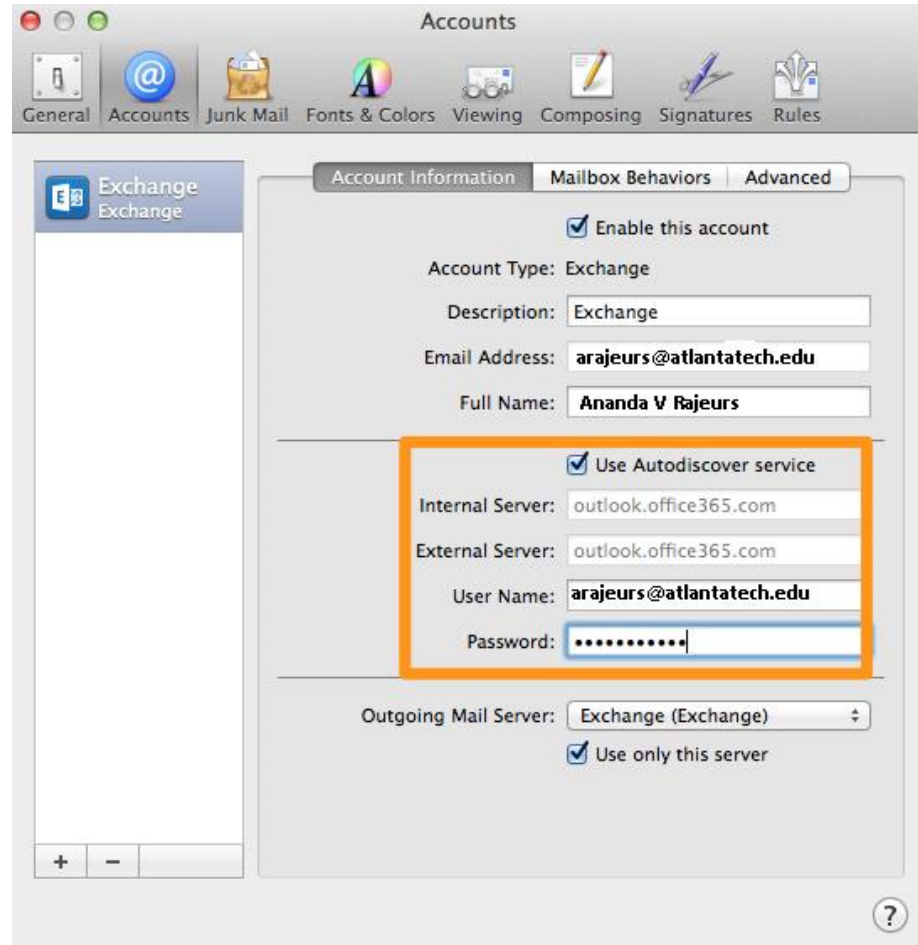 Accounts
General Accounts Junk Mail Fonts & Colors Viewing Composing Signatures Rules
Exchange
Exchange
Account Information Mailbox Behaviors Advanced
Enable this account
Account Type: Exchange
Description: Exchange
Email Address: arajeurs@atlantatech.edu
Full Name: Ananda V Rajeurs
Use Autodiscover service
Internal Server: outlook.office365.com
External Server: outlook.office365.com
User Name: arajeurs@atlantatech.edu
Password: •••••••••••
Outgoing Mail Server: Exchange (Exchange)
Use only this server
+ −
?